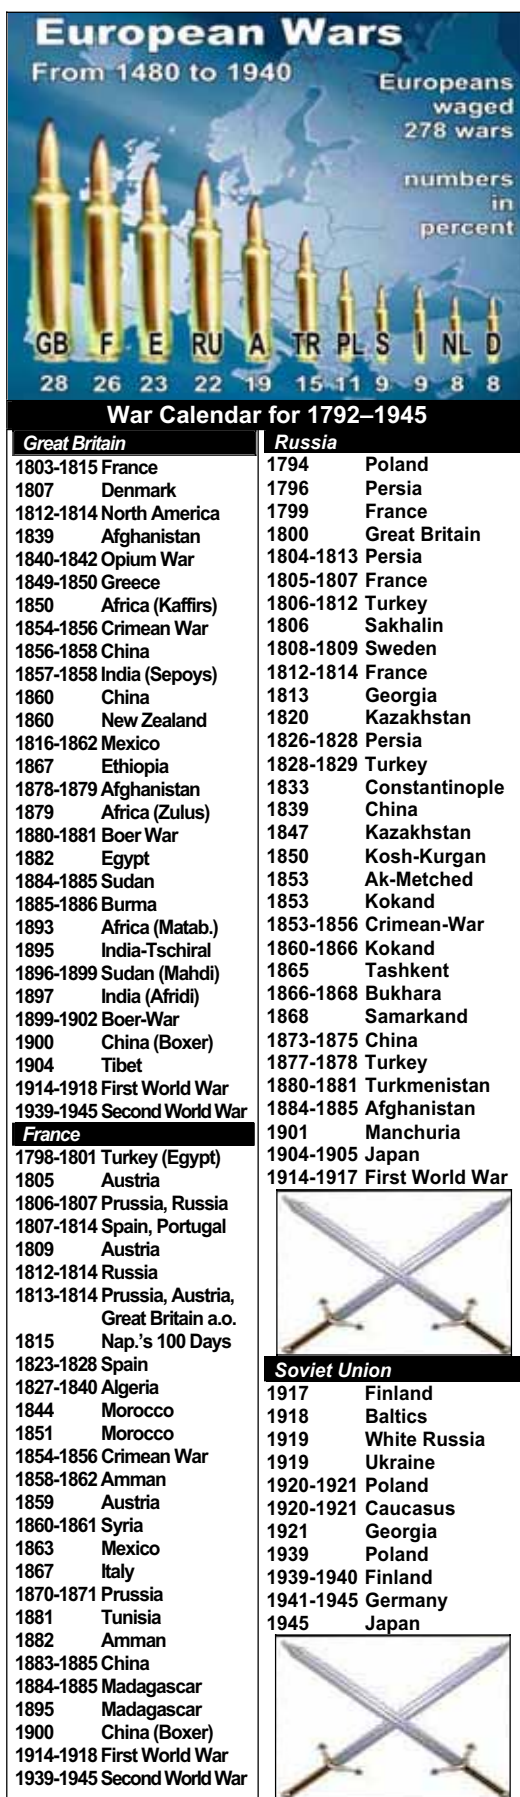 European Wars
From 1480 to 1940
Europeans
waged
278 wars
numbers
in
percent
GB F E RU A TR PL S I NL D
28 26 23 22 19 15 11 9 9 8 8
War Calendar for 1792–1945
Great Britain
1803-1815 France
1807 Denmark
1812-1814 North America
1839 Afghanistan
1840-1842 Opium War
1849-1850 Greece
1850 Africa (Kaffirs)
1854-1856 Crimean War
1856-1858 China
1857-1858 India (Sepoys)
1860 China
1860 New Zealand
1816-1862 Mexico
1867 Ethiopia
1878-1879 Afghanistan
1879 Africa (Zulus)
1880-1881 Boer War
1882 Egypt
1884-1885 Sudan
1885-1886 Burma
1893 Africa (Matab.)
1895 India-Tschiral
1896-1899 Sudan (Mahdi)
1897 India (Afridi)
1899-1902 Boer-War
1900 China (Boxer)
1904 Tibet
1914-1918 First World War
1939-1945 Second World War
France
1798-1801 Turkey (Egypt)
1805 Austria
1806-1807 Prussia, Russia
1807-1814 Spain, Portugal
1809 Austria
1812-1814 Russia
1813-1814 Prussia, Austria,
Great Britain a.o.
1815 Nap.'s 100 Days
1823-1828 Spain
1827-1840 Algeria
1844 Morocco
1851 Morocco
1854-1856 Crimean War
1858-1862 Amman
1859 Austria
1860-1861 Syria
1863 Mexico
1867 Italy
1870-1871 Prussia
1881 Tunisia
1882 Amman
1883-1885 China
1884-1885 Madagascar
1895 Madagascar
1900 China (Boxer)
1914-1918 First World War
1939-1945 Second World War
Russia
1794 Poland
1796 Persia
1799 France
1800 Great Britain
1804-1813 Persia
1805-1807 France
1806-1812 Turkey
1806 Sakhalin
1808-1809 Sweden
1812-1814 France
1813 Georgia
1820 Kazakhstan
1826-1828 Persia
1828-1829 Turkey
1833 Constantinople
1839 China
1847 Kazakhstan
1850 Kosh-Kurgan
1853 Ak-Metched
1853 Kokand
1853-1856 Crimean-War
1860-1866 Kokand
1865 Tashkent
1866-1868 Bukhara
1868 Samarkand
1873-1875 China
1877-1878 Turkey
1880-1881 Turkmenistan
1884-1885 Afghanistan
1901 Manchuria
1904-1905 Japan
1914-1917 First World War
Soviet Union
1917 Finland
1918 Baltics
1919 White Russia
1919 Ukraine
1920-1921 Poland
1920-1921 Caucasus
1921 Georgia
1939 Poland
1939-1940 Finland
1941-1945 Germany
1945 Japan